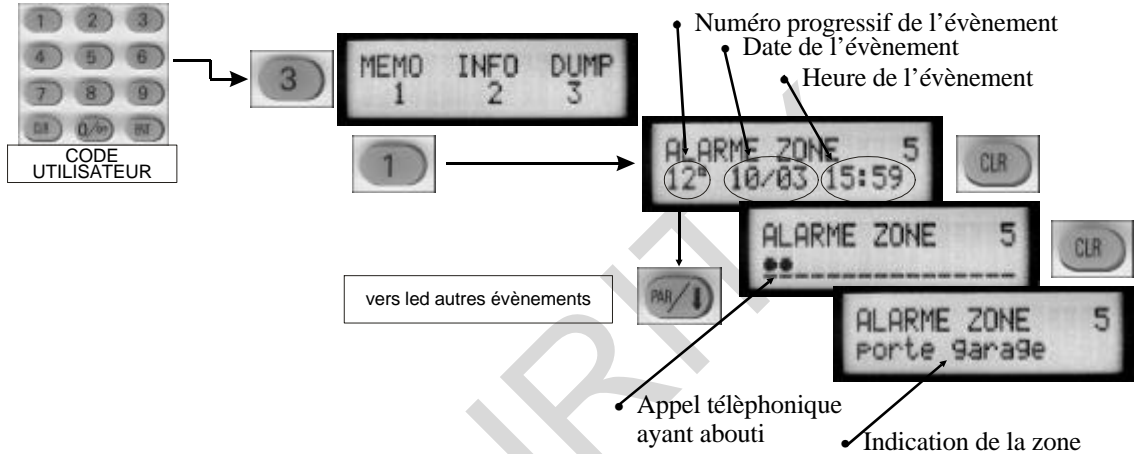 1 2 3
4 5 6
7 8 9
CLR
CODE
UTILISATEUR
3
MEMO INFO DUMP
1 2 3
Numéro progressif de l'évènement
Date de l'évènement
Heure de l'évènement
1
ALARME ZONE 5
12° 10/03 15:59
CLR
ALARME ZONE 5
CLR
vers led autres évènements
PAR/
ALARME ZONE 5
porte garage
Appel télèphonique
ayant abouti
Indication de la zone